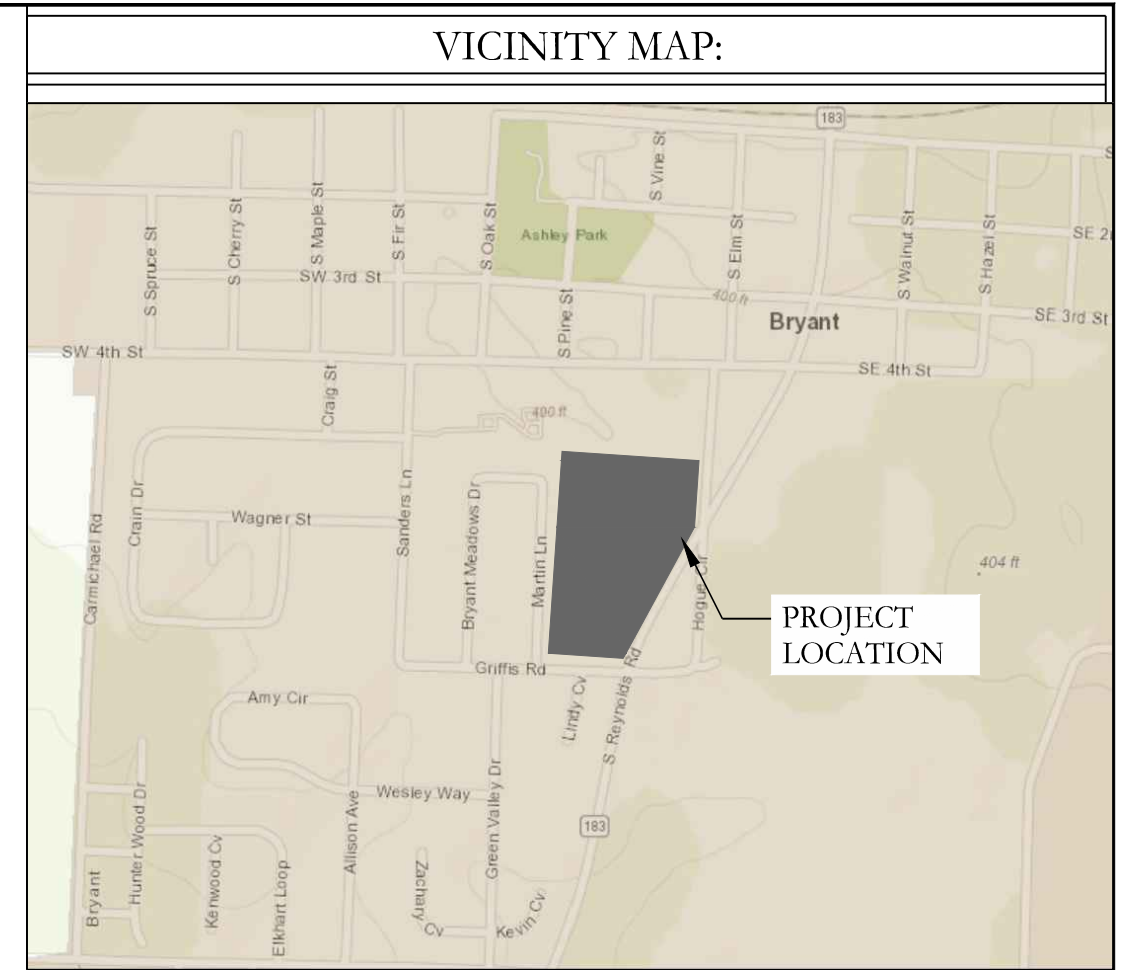 VICINITY MAP:
183
S Vine St
S Spruce St
S Cherry St
S Maple St
S Fir St
S Oak St
Ashley Park
S Elm St
S Walnut St
S Hazel St
SE 2
SW 3rd St
S Pine St
400 ft
Bryant
SE 3rd St
SW 4th St
SE 4th St
Craig St
400 ft
Carmichael Rd
Crain Dr
Wagner St
Sanders Ln
Bryant Meadows Dr
Martin Ln
Hogue Cir
404 ft
PROJECT
LOCATION
Griffis Rd
Lindy Cv
S Reynolds Rd
Amy Cir
Wesley Way
Green Valley Dr
183
Bryant
Hunter Wood Dr
Kenwood Cv
Elkhart Loop
Allison Ave
Zachary
Cv
Kevin Cv